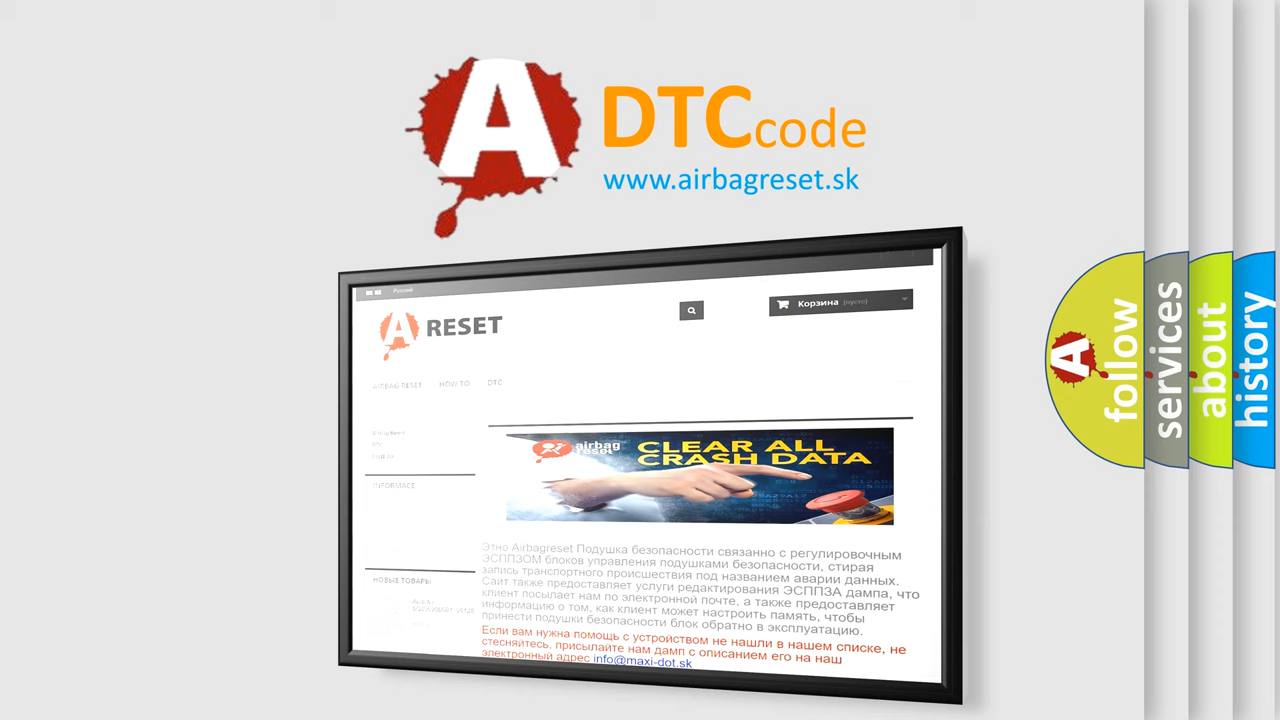 A
DTCcode
www.airbagreset.sk
Русский
A RESET
Корзина (пусто)
AIRBAG RESET HOW TO DTC
DTC
INFORMACE
airbag
reset
CLEAR ALL
CRASH DATA
Этно Airbagreset Подушка безопасности связанно с регулировочным
ЭСППЗОМ блоков управления подушками безопасности, стирая
запись транспортного происшествия под названием аварии данных.
Сайт также предоставляет услуги редактирования ЭСППЗА дампа, что
клиент посылает нам по электронной почте, а также предоставляет
информацию о том, как клиент может настроить память, чтобы
принести подушки безопасности блок обратно в эксплуатацию.
Если вам нужна помощь с устройством не нашли в нашем списке, не
стесняйтесь, присылайте нам дамп с описанием его на наш
электронный адрес info@maxi-dot.sk
НОВЫЕ ТОВАРЫ
A
follow
services
about
history